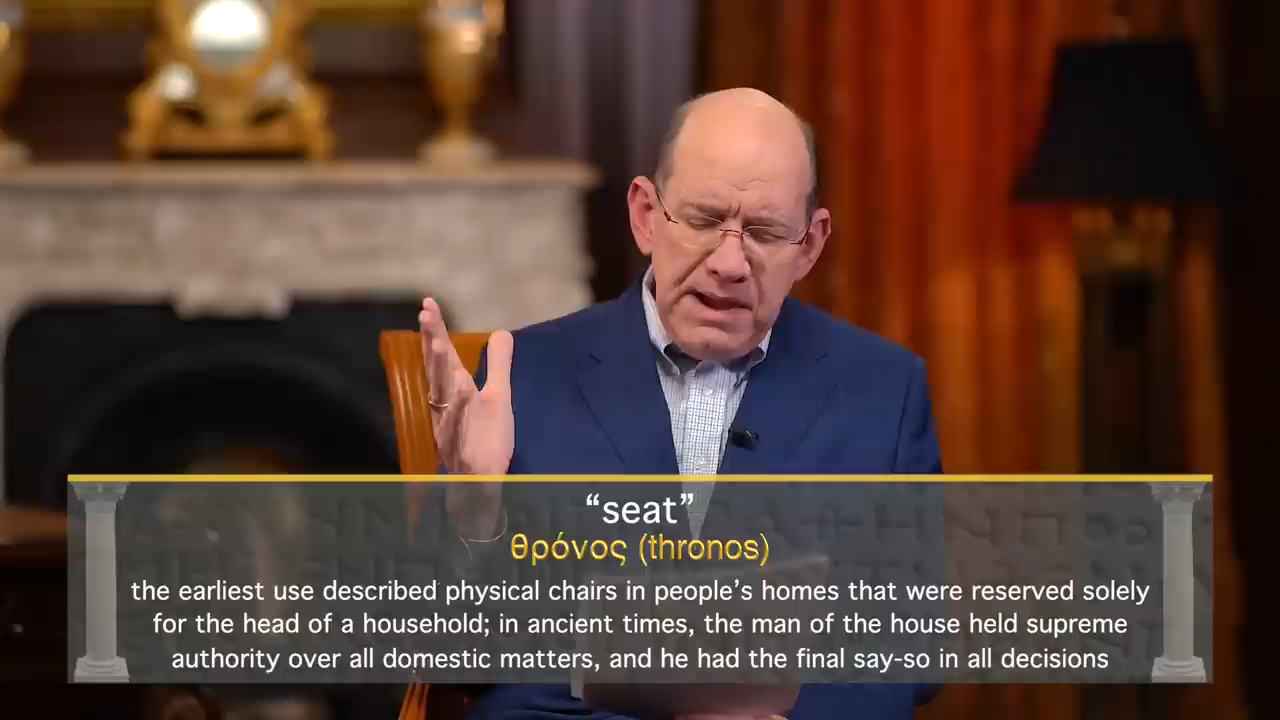 “seat”
θρόνος (thronos)
the earliest use described physical chairs in people’s homes that were reserved solely
for the head of a household; in ancient times, the man of the house held supreme
authority over all domestic matters, and he had the final say-so in all decisions